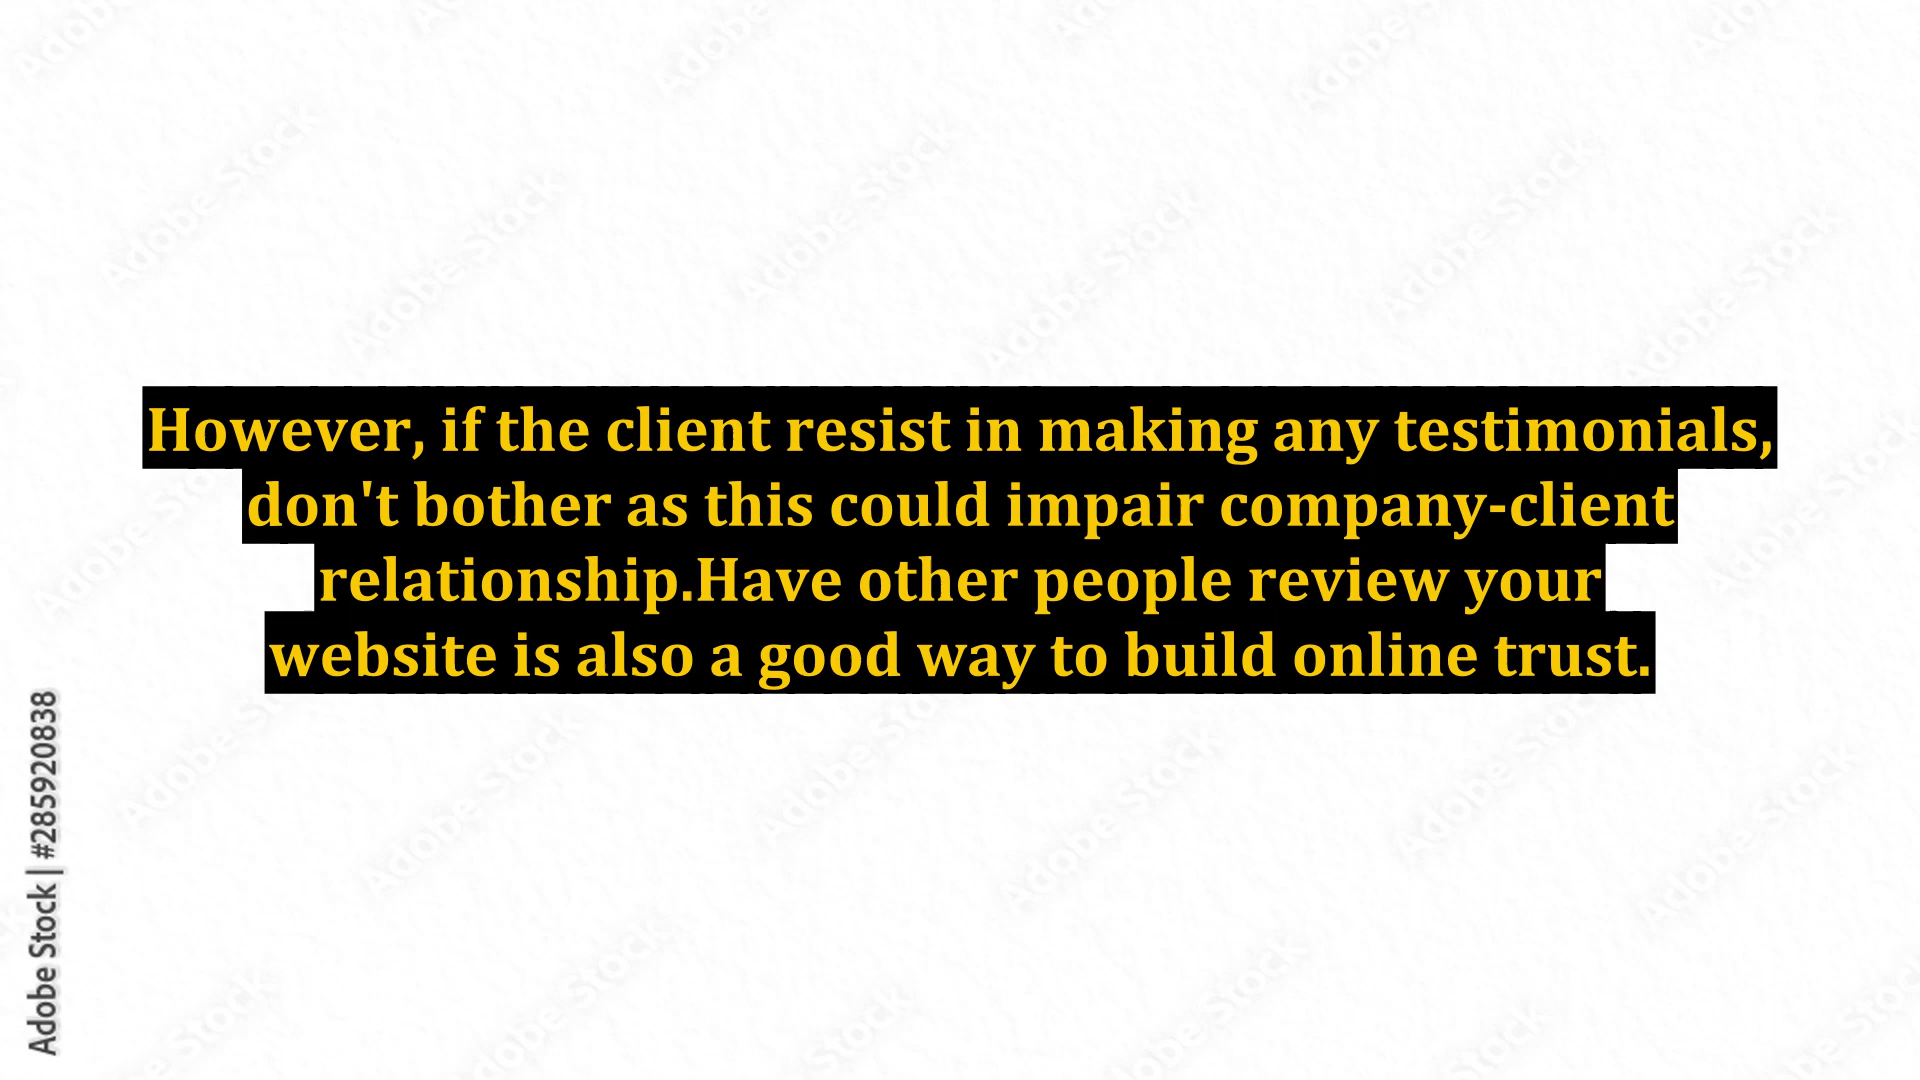 However, if the client resist in making any testimonials,
don't bother as this could impair company-client
relationship.Have other people review your
website is also a good way to build online trust.
Adobe Stock | #285920838